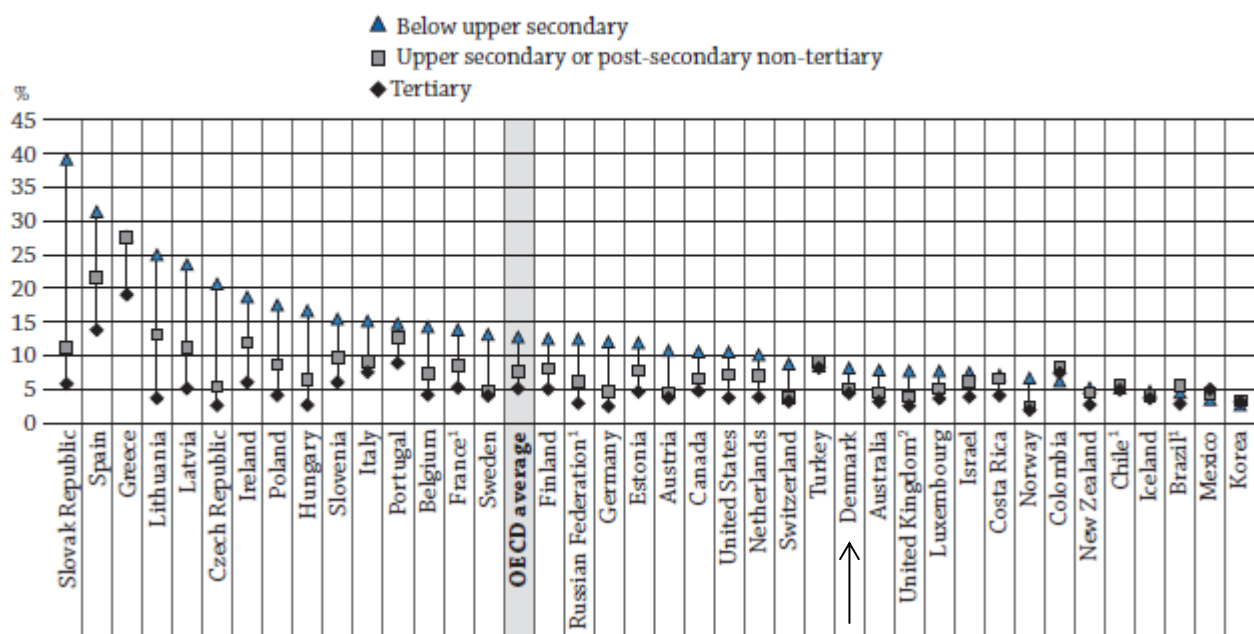 Below upper secondary
Upper secondary or post-secondary non-tertiary
Tertiary
%
45
40
35
30
25
20
15
10
5
0
Slovak Republic
Spain
Greece
Lithuania
Latvia
Czech Republic
Ireland
Poland
Hungary
Slovenia
Italy
Portugal
Belgium
France¹
Sweden
OECD average
Finland
Russian Federation¹
Germany
Estonia
Austria
Canada
United States
Netherlands
Switzerland
Turkey
Denmark
Australia
United Kingdom²
Luxembourg
Israel
Costa Rica
Norway
Colombia
New Zealand
Chile ¹
Iceland
Brazil¹
Mexico
Korea